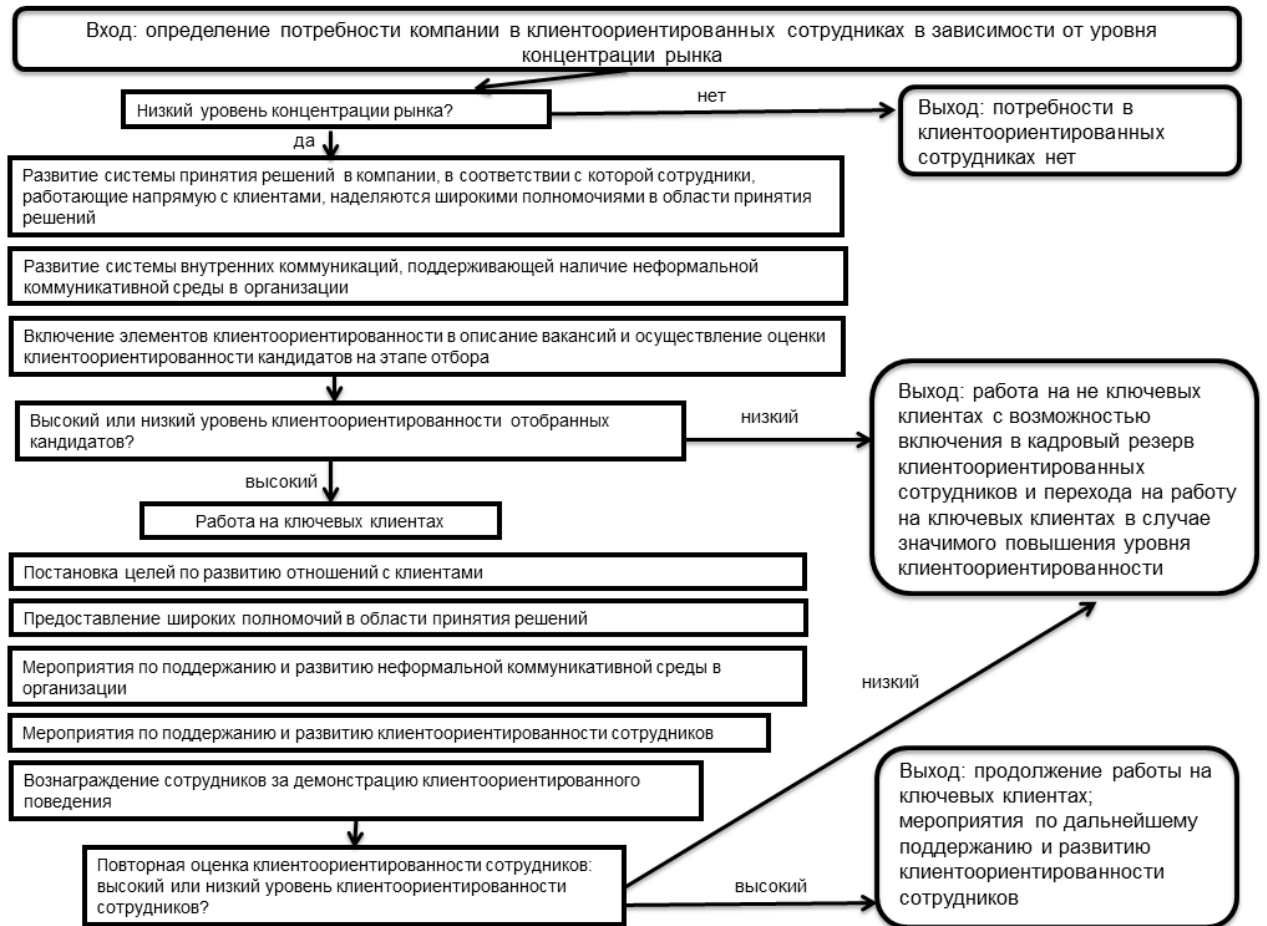 Вход: определение потребности компании в клиентоориентированных сотрудниках в зависимости от уровня
концентрации рынка
Низкий уровень концентрации рынка?
нет
Выход: потребности в
клиентоориентированных
сотрудниках нет
да
Развитие системы принятия решений в компании, в соответствии с которой сотрудники,
работающие напрямую с клиентами, наделяются широкими полномочиями в области принятия
решений
Развитие системы внутренних коммуникаций, поддерживающей наличие неформальной
коммуникативной среды в организации
Включение элементов клиентоориентированности в описание вакансий и осуществление оценки
клиентоориентированности кандидатов на этапе отбора
Высокий или низкий уровень клиентоориентированности отобранных
кандидатов?
низкий
Выход: работа на не ключевых
клиентах с возможностью
включения в кадровый резерв
клиентоориентированных
сотрудников и перехода на работу
на ключевых клиентах в случае
значимого повышения уровня
клиентоориентированности
высокий
Работа на ключевых клиентах
Постановка целей по развитию отношений с клиентами
Предоставление широких полномочий в области принятия решений
Мероприятия по поддержанию и развитию неформальной коммуникативной среды в
организации
Мероприятия по поддержанию и развитию клиентоориентированности сотрудников
Вознаграждение сотрудников за демонстрацию клиентоориентированного
поведения
Повторная оценка клиентоориентированности сотрудников:
высокий или низкий уровень клиентоориентированности
сотрудников?
низкий
высокий
Выход: продолжение работы на
ключевых клиентах;
мероприятия по дальнейшему
поддержанию и развитию
клиентоориентированности
сотрудников